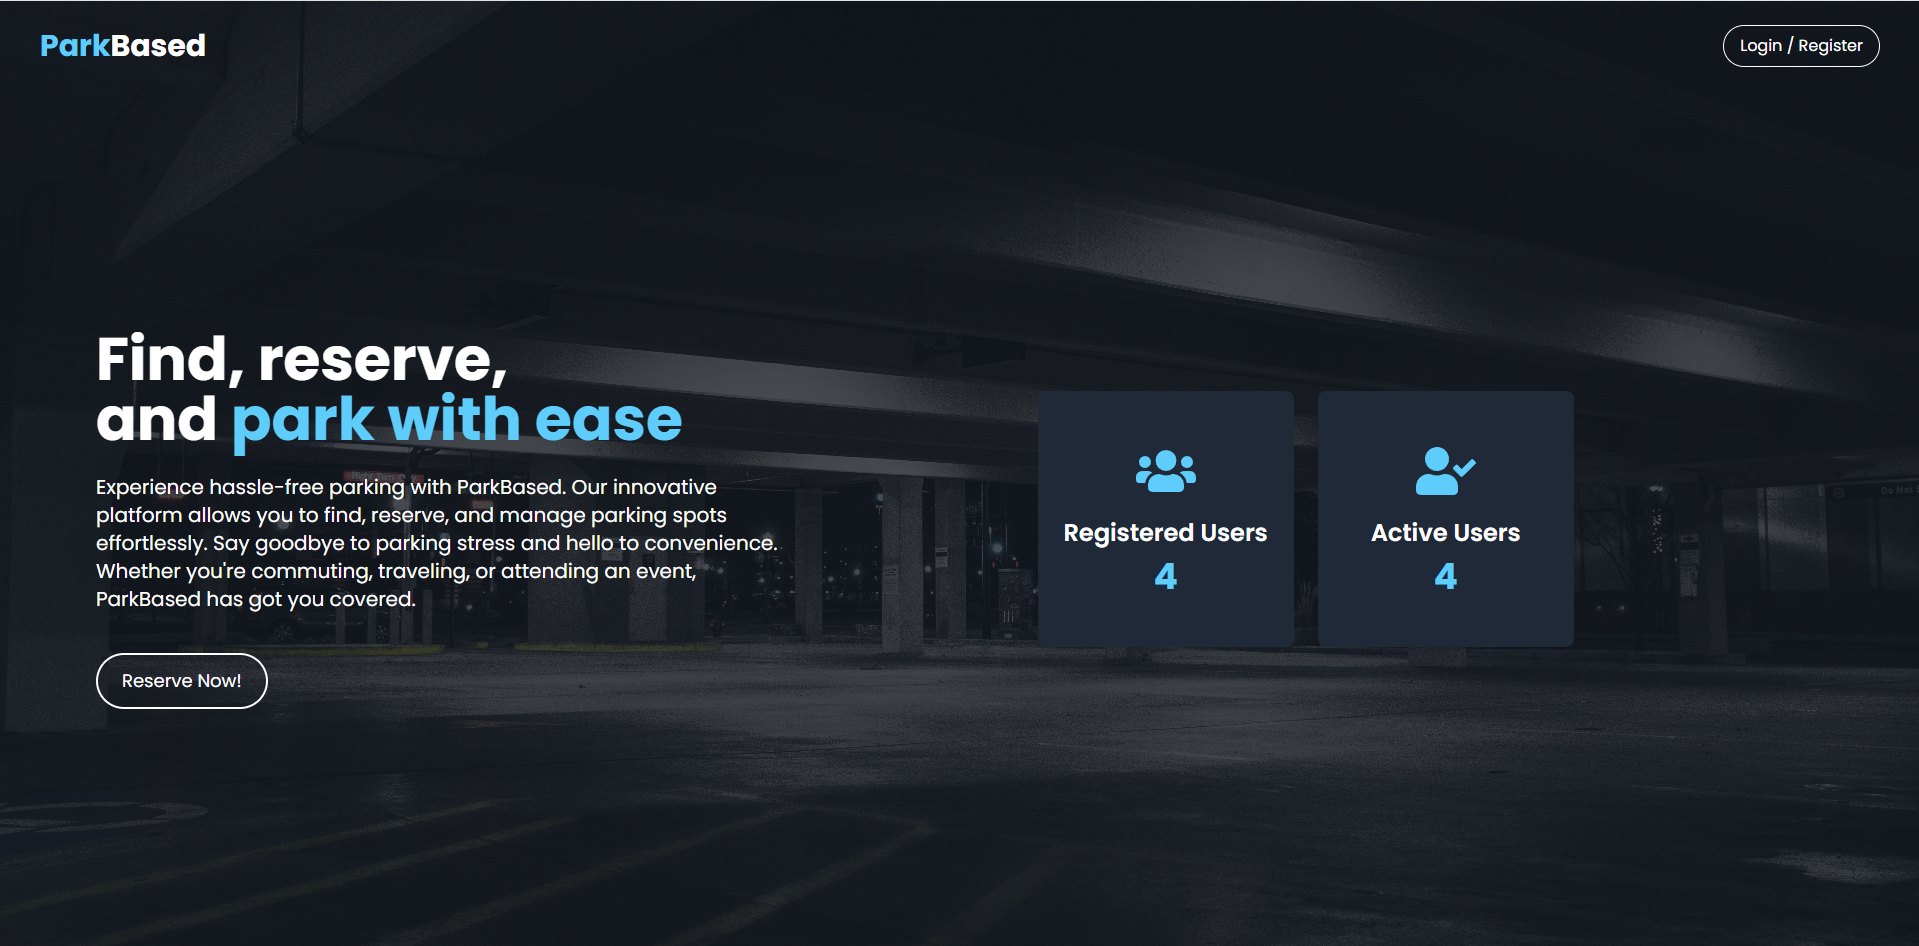 ParkBased
Login / Register
Find, reserve,
and park with ease
Experience hassle-free parking with ParkBased. Our innovative
platform allows you to find, reserve, and manage parking spots
effortlessly. Say goodbye to parking stress and hello to convenience.
Whether you're commuting, traveling, or attending an event,
ParkBased has got you covered.
Reserve Now!
Registered Users
4
Active Users
4
Do Not